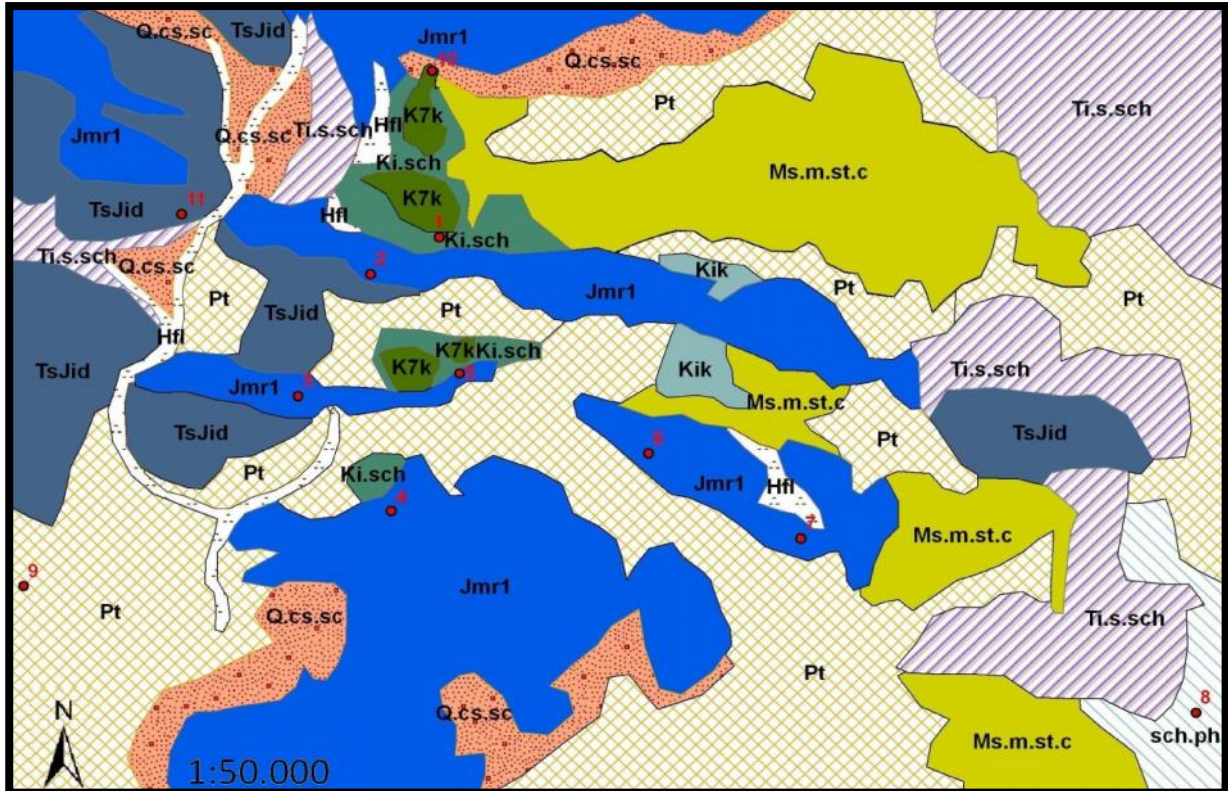 Q.cs.sc
TsJid
Jmr1
10
Q.cs.sc
Pt
Ti.s.sch
K7k
Hfl
Q.cs.sc
Ti.s.sch
Jmr1
Ki.sch
Ms.m.st.c
TsJid
11
K7k
Hfl
1
Ki.sch
Ti.s.sch
Q.cs.sc
2
Kik
Pt
Jmr1
Pt
Pt
TsJid
Pt
Hfl
K7k
Ki.sch
TsJid
K7k
Kik
Ti.s.sch
Jmr1
Ms.m.st.c
TsJid
Pt
TsJid
6
Pt
Ki.sch
Jmr1
Hfl
4
7
Ms.m.st.c
9
Jmr1
Pt
Q.cs.sc
Ti.s.sch
Pt
8
N
Q.cs.sc
sch.ph
Ms.m.st.c
1:50.000